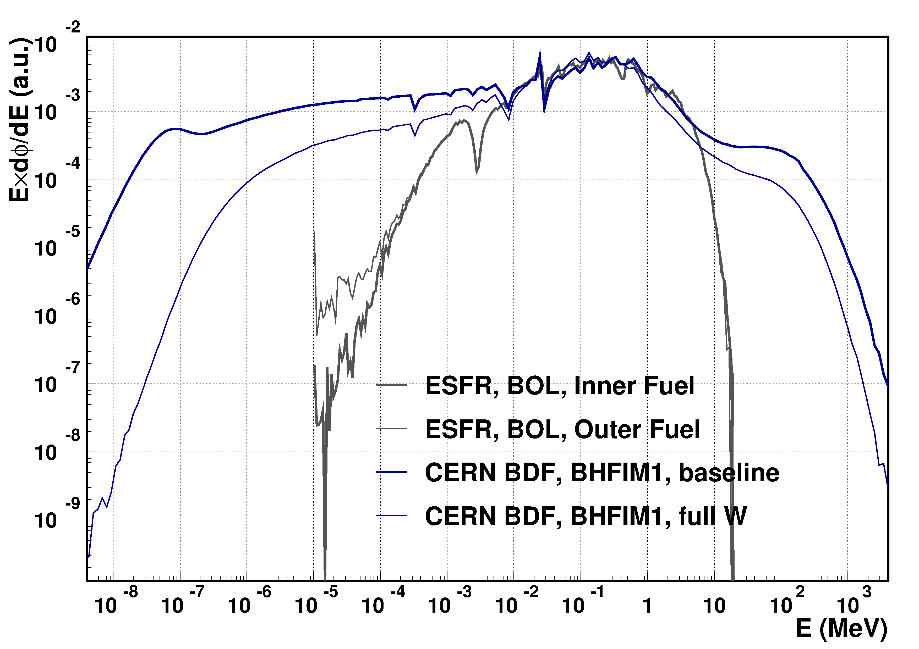 E×dϕ/dE (a.u.)
10 -2
10 -3
10 -4
10 -5
10 -6
10 -7
10 -8
10 -9
ESFR, BOL, Inner Fuel
ESFR, BOL, Outer Fuel
CERN BDF, BHFIM1, baseline
CERN BDF, BHFIM1, full W
10 -8 10 -7 10 -6 10 -5 10 -4 10 -3 10 -2 10 -1 1 10 10 2 10 3
E (MeV)